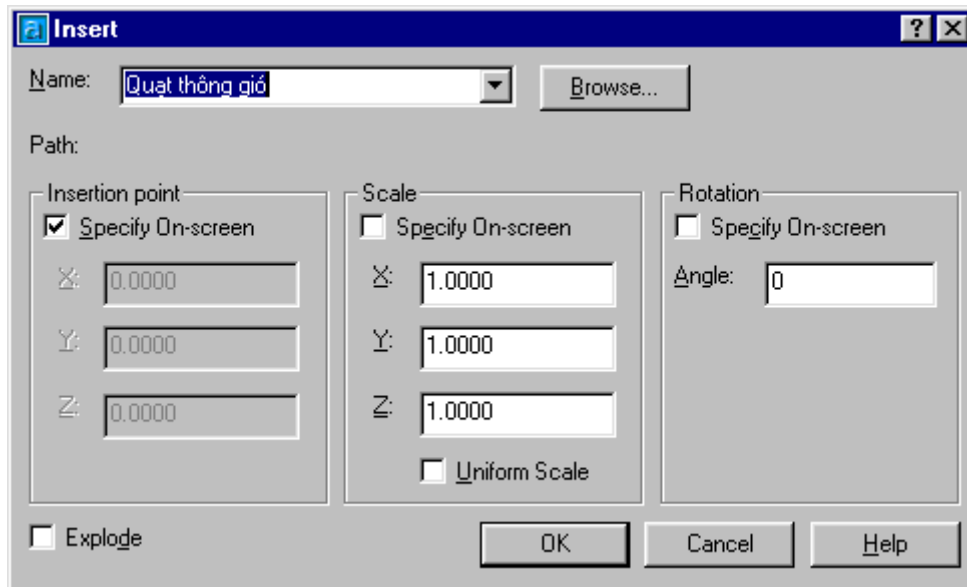 Insert
Name: Quạt thông gió Browse...
Path:
Insertion point Scale Rotation
Specify On-screen Specify On-screen Specify On-screen
X: 0.0000 X: 1.0000 Angle: 0
Y: 0.0000 Y: 1.0000
Z: 0.0000 Z: 1.0000
Uniform Scale
Explode OK Cancel Help